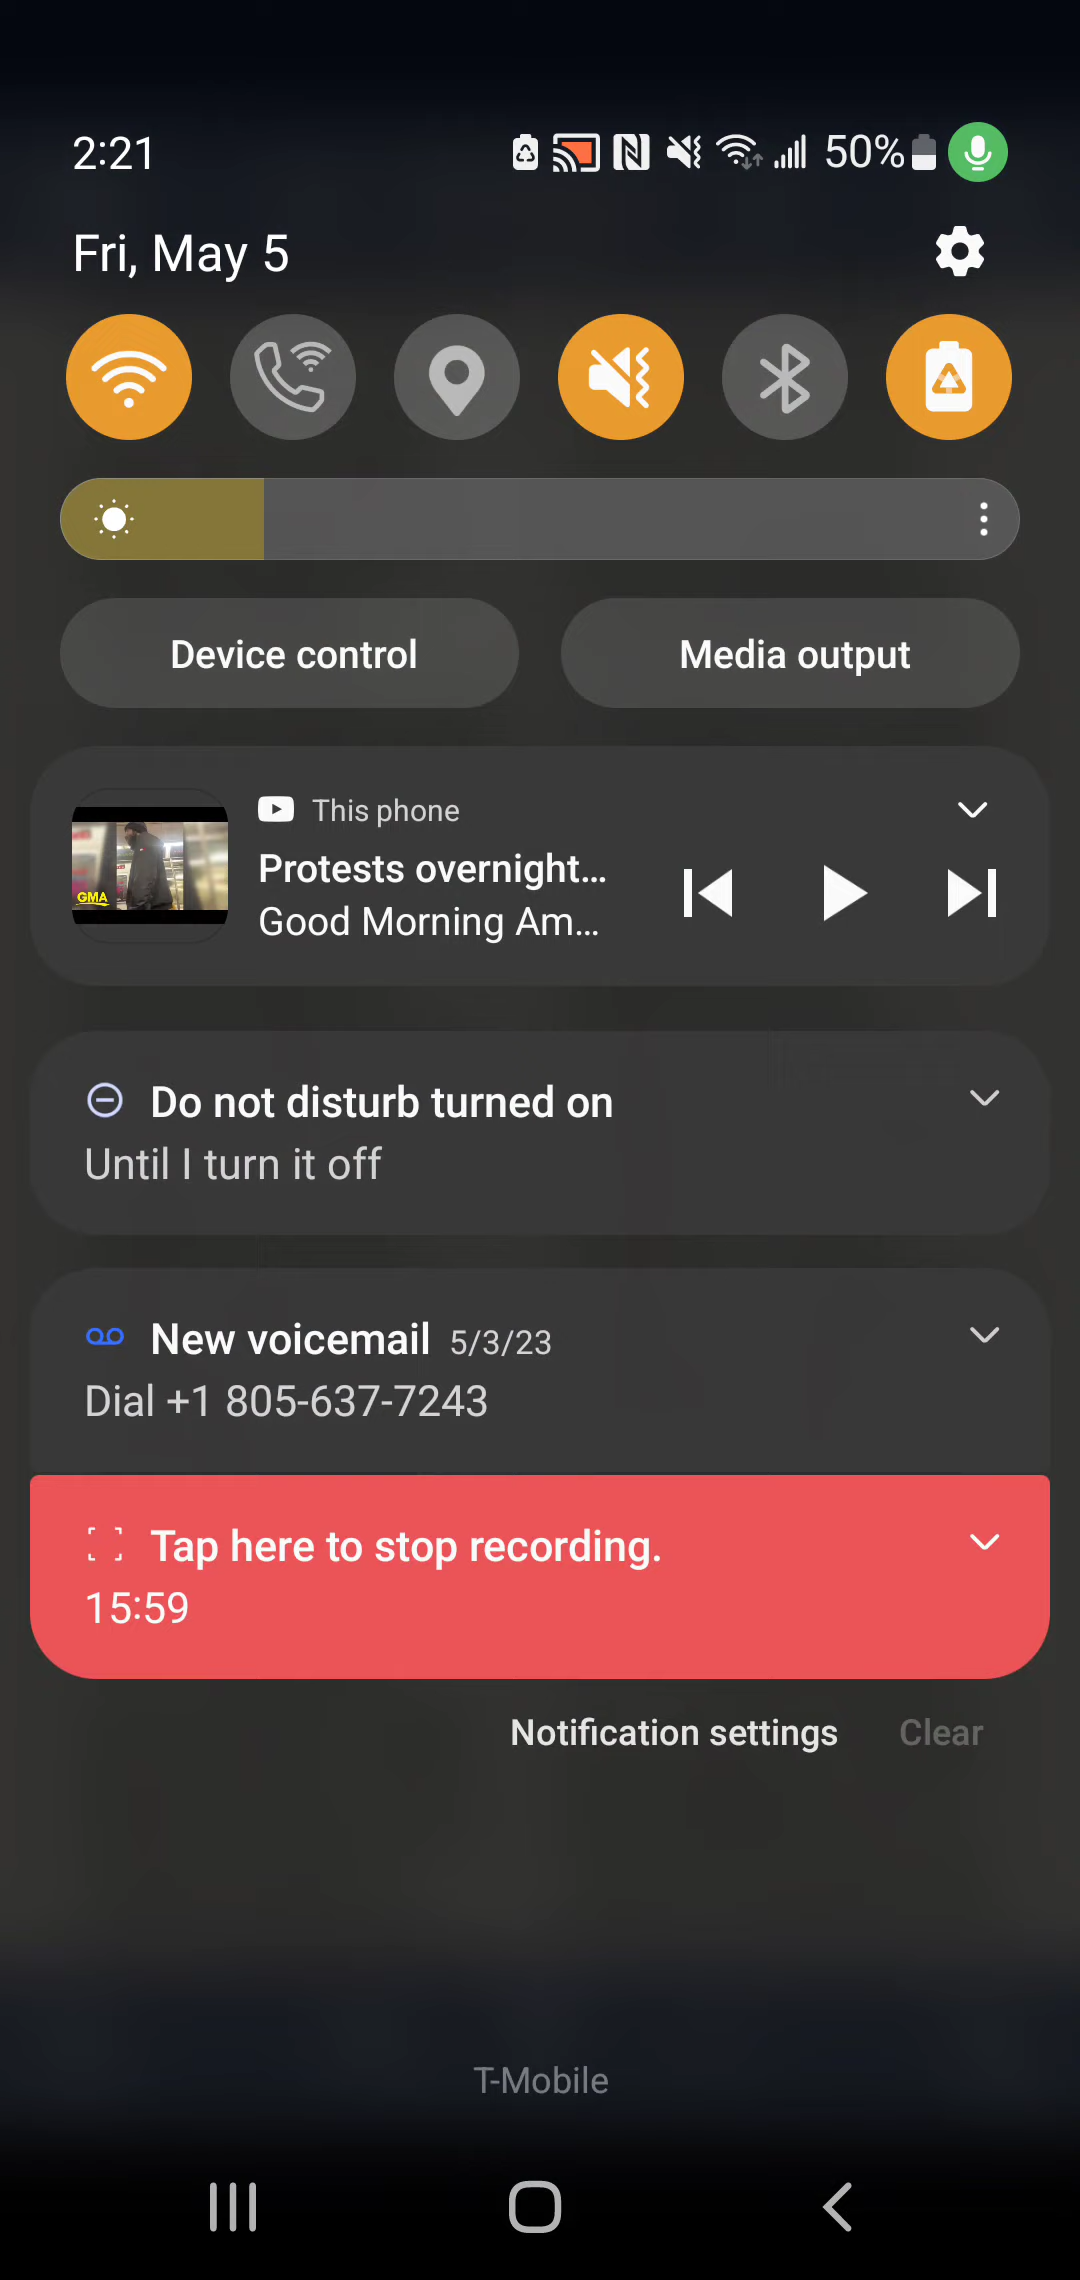 2:21
50%
Fri, May 5
Device control
Media output
This phone
Protests overnight...
Good Morning Am...
GMA
Do not disturb turned on
Until I turn it off
New voicemail 5/3/23
Dial +1 805-637-7243
Tap here to stop recording.
15:59
Notification settings
Clear
T-Mobile